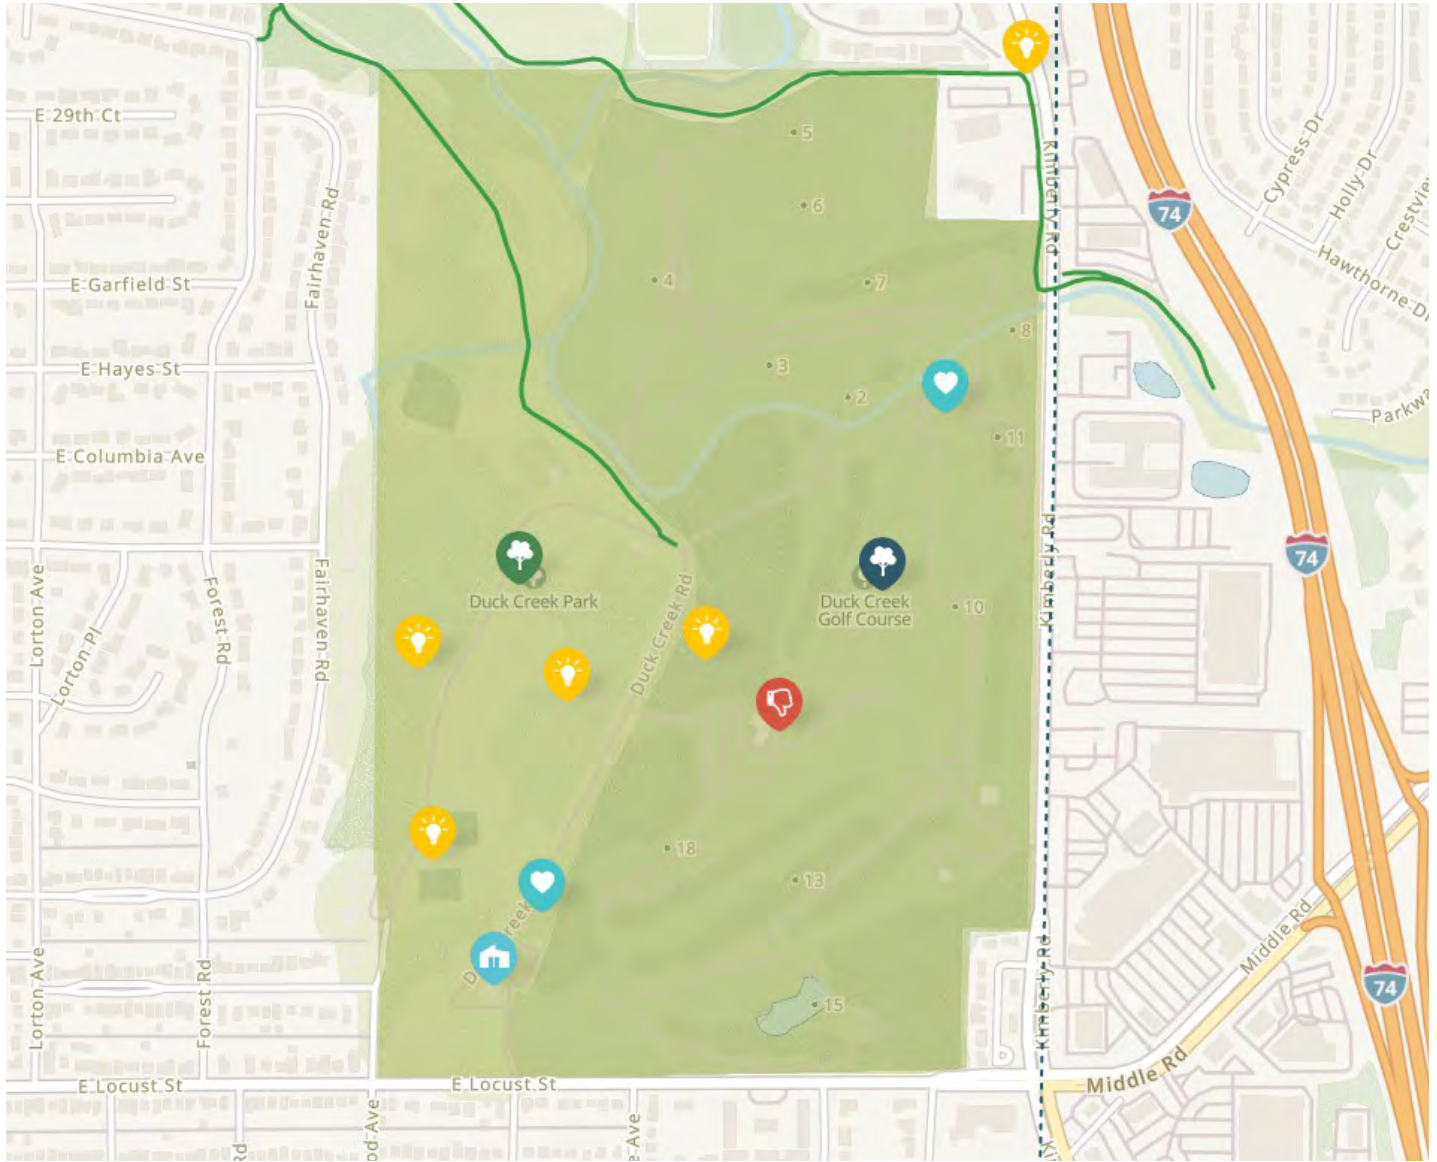 E 29th Ct
5
6
Cypress Dr
Holly Dr
74
Kimberly Rd
Fairhaven Rd
Hawthorne
E Garfield St
4
7
8
E Hayes St
3
2
11
E Columbia Ave
Kimberly Rd
74
Lorton Ave
Forest Rd
Fairhaven Rd
Lorton Pl
Duck Creek Park
Duck Creek
Golf Course
10
Duck Creek Rd
18
13
Middle Rd
Kimberly Rd
74
Lorton Ave
Forest Rd
15
E Locust St
E Locust St
Middle Rd